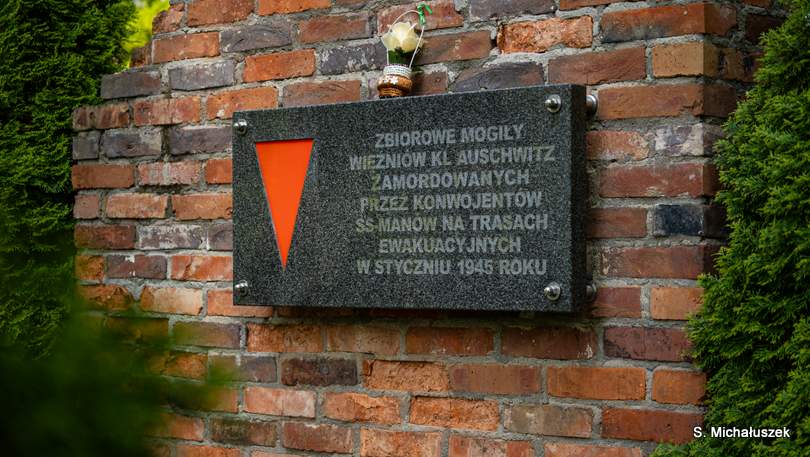 ZBIOROWE MOGIŁY
WIĘŹNIÓW KL AUSCHWITZ
ZAMORDOWANYCH
PRZEZ KONWOJENTÓW
SS-MANÓW NA TRASACH
EWAKUACYJNYCH
W STYCZNIU 1945 ROKU
S. Michałuszek